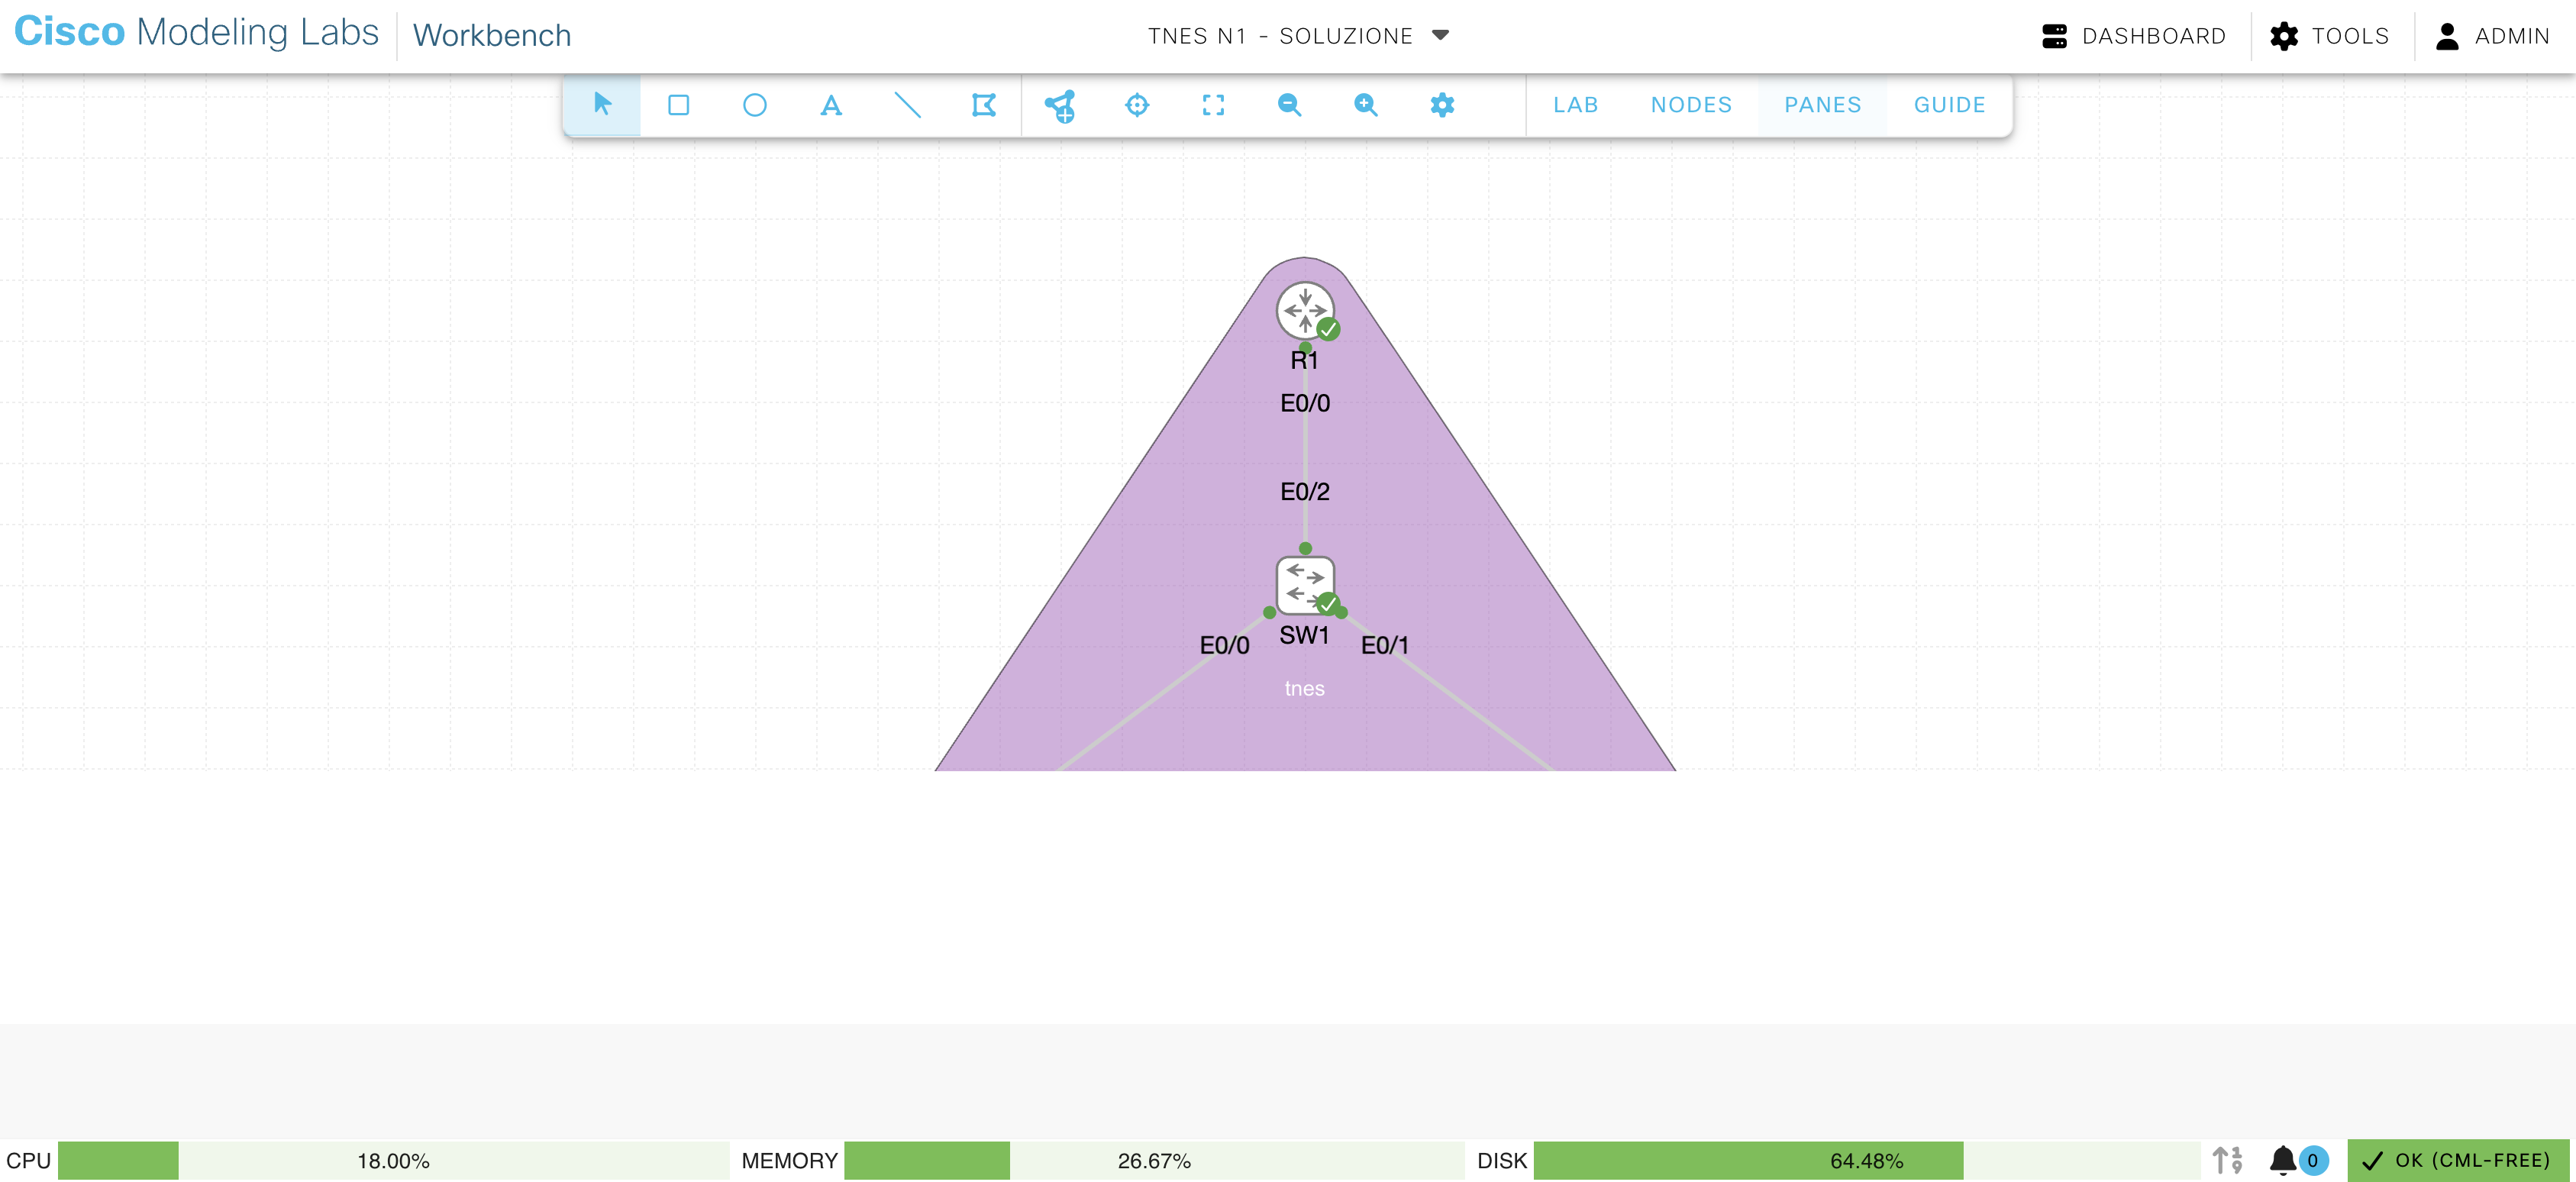 Cisco Modeling Labs Workbench
TNES N1 - SOLUZIONE
DASHBOARD
TOOLS
ADMIN
A
LAB
NODES
PANES
GUIDE
R1
E0/0
E0/2
SW1
E0/0
E0/1
tnes
CPU 18.00%
MEMORY 26.67%
DISK 64.48%
0
OK (CML-FREE)